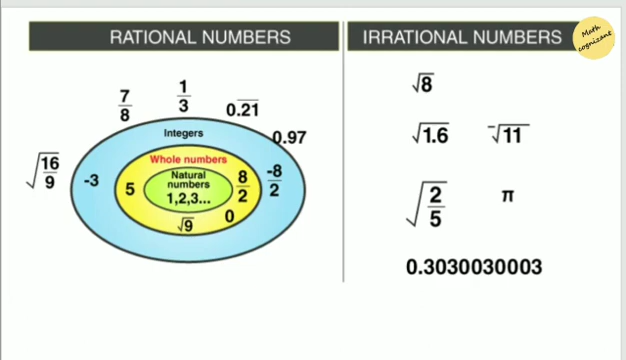 RATIONAL NUMBERS
IRRATIONAL NUMBERS
Math
cognizant
7/8
1/3
0.2̅1̅
0.97
√(16/9)
Integers
-3
-8/2
Whole numbers
5
8/2
√9
0
Natural
numbers
1,2,3...
√8
√1.6
-√11
√(2/5)
π
0.3030030003